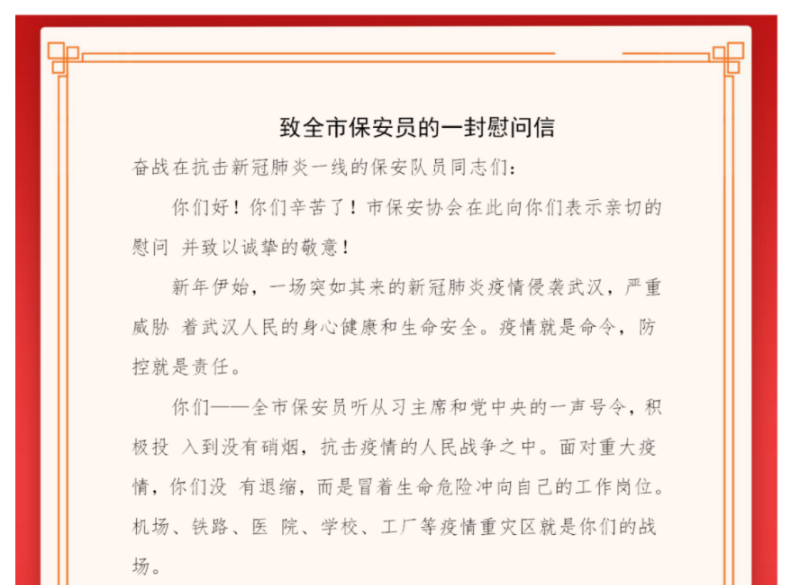 致全市保安员的一封慰问信
奋战在抗击新冠肺炎一线的保安队员同志们：
你们好！你们辛苦了！市保安协会在此向你们表示亲切的
慰问 并致以诚挚的敬意！
新年伊始，一场突如其来的新冠肺炎疫情侵袭武汉，严重
威胁 着武汉人民的身心健康和生命安全。疫情就是命令，防
控就是责任。
你们——全市保安员听从习主席和党中央的一声号令，积
极投 入到没有硝烟，抗击疫情的人民战争之中。面对重大疫
情，你们没 有退缩，而是冒着生命危险冲向自己的工作岗位。
机场、铁路、医 院、学校、工厂等疫情重灾区就是你们的战
场。